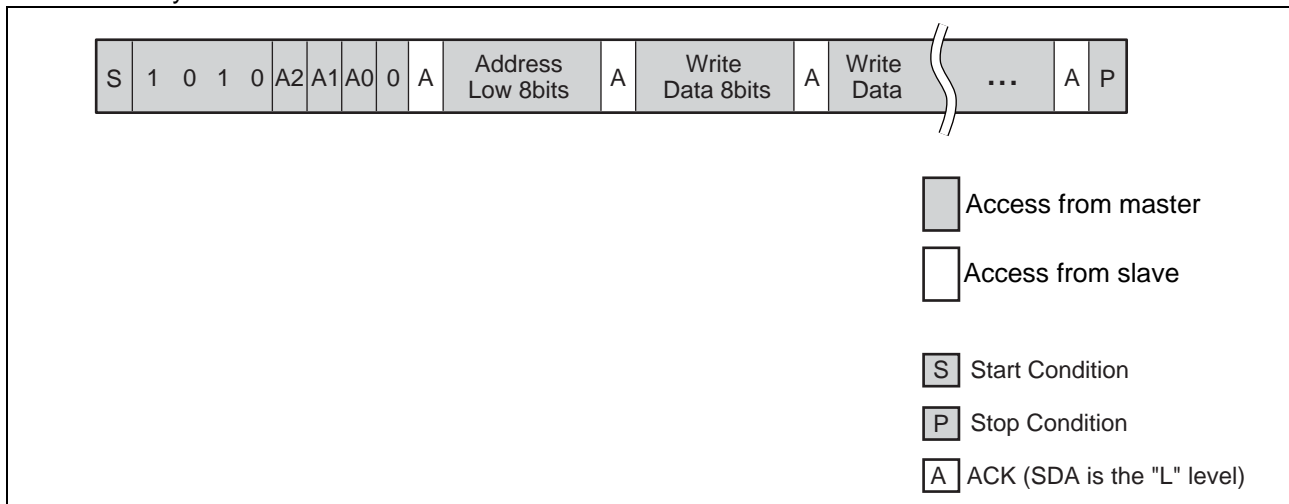 S 1 0 1 0 A2 A1 A0 0 A Address Low 8bits A Write Data 8bits A Write Data ... A P
Access from master
Access from slave
S Start Condition
P Stop Condition
A ACK (SDA is the "L" level)